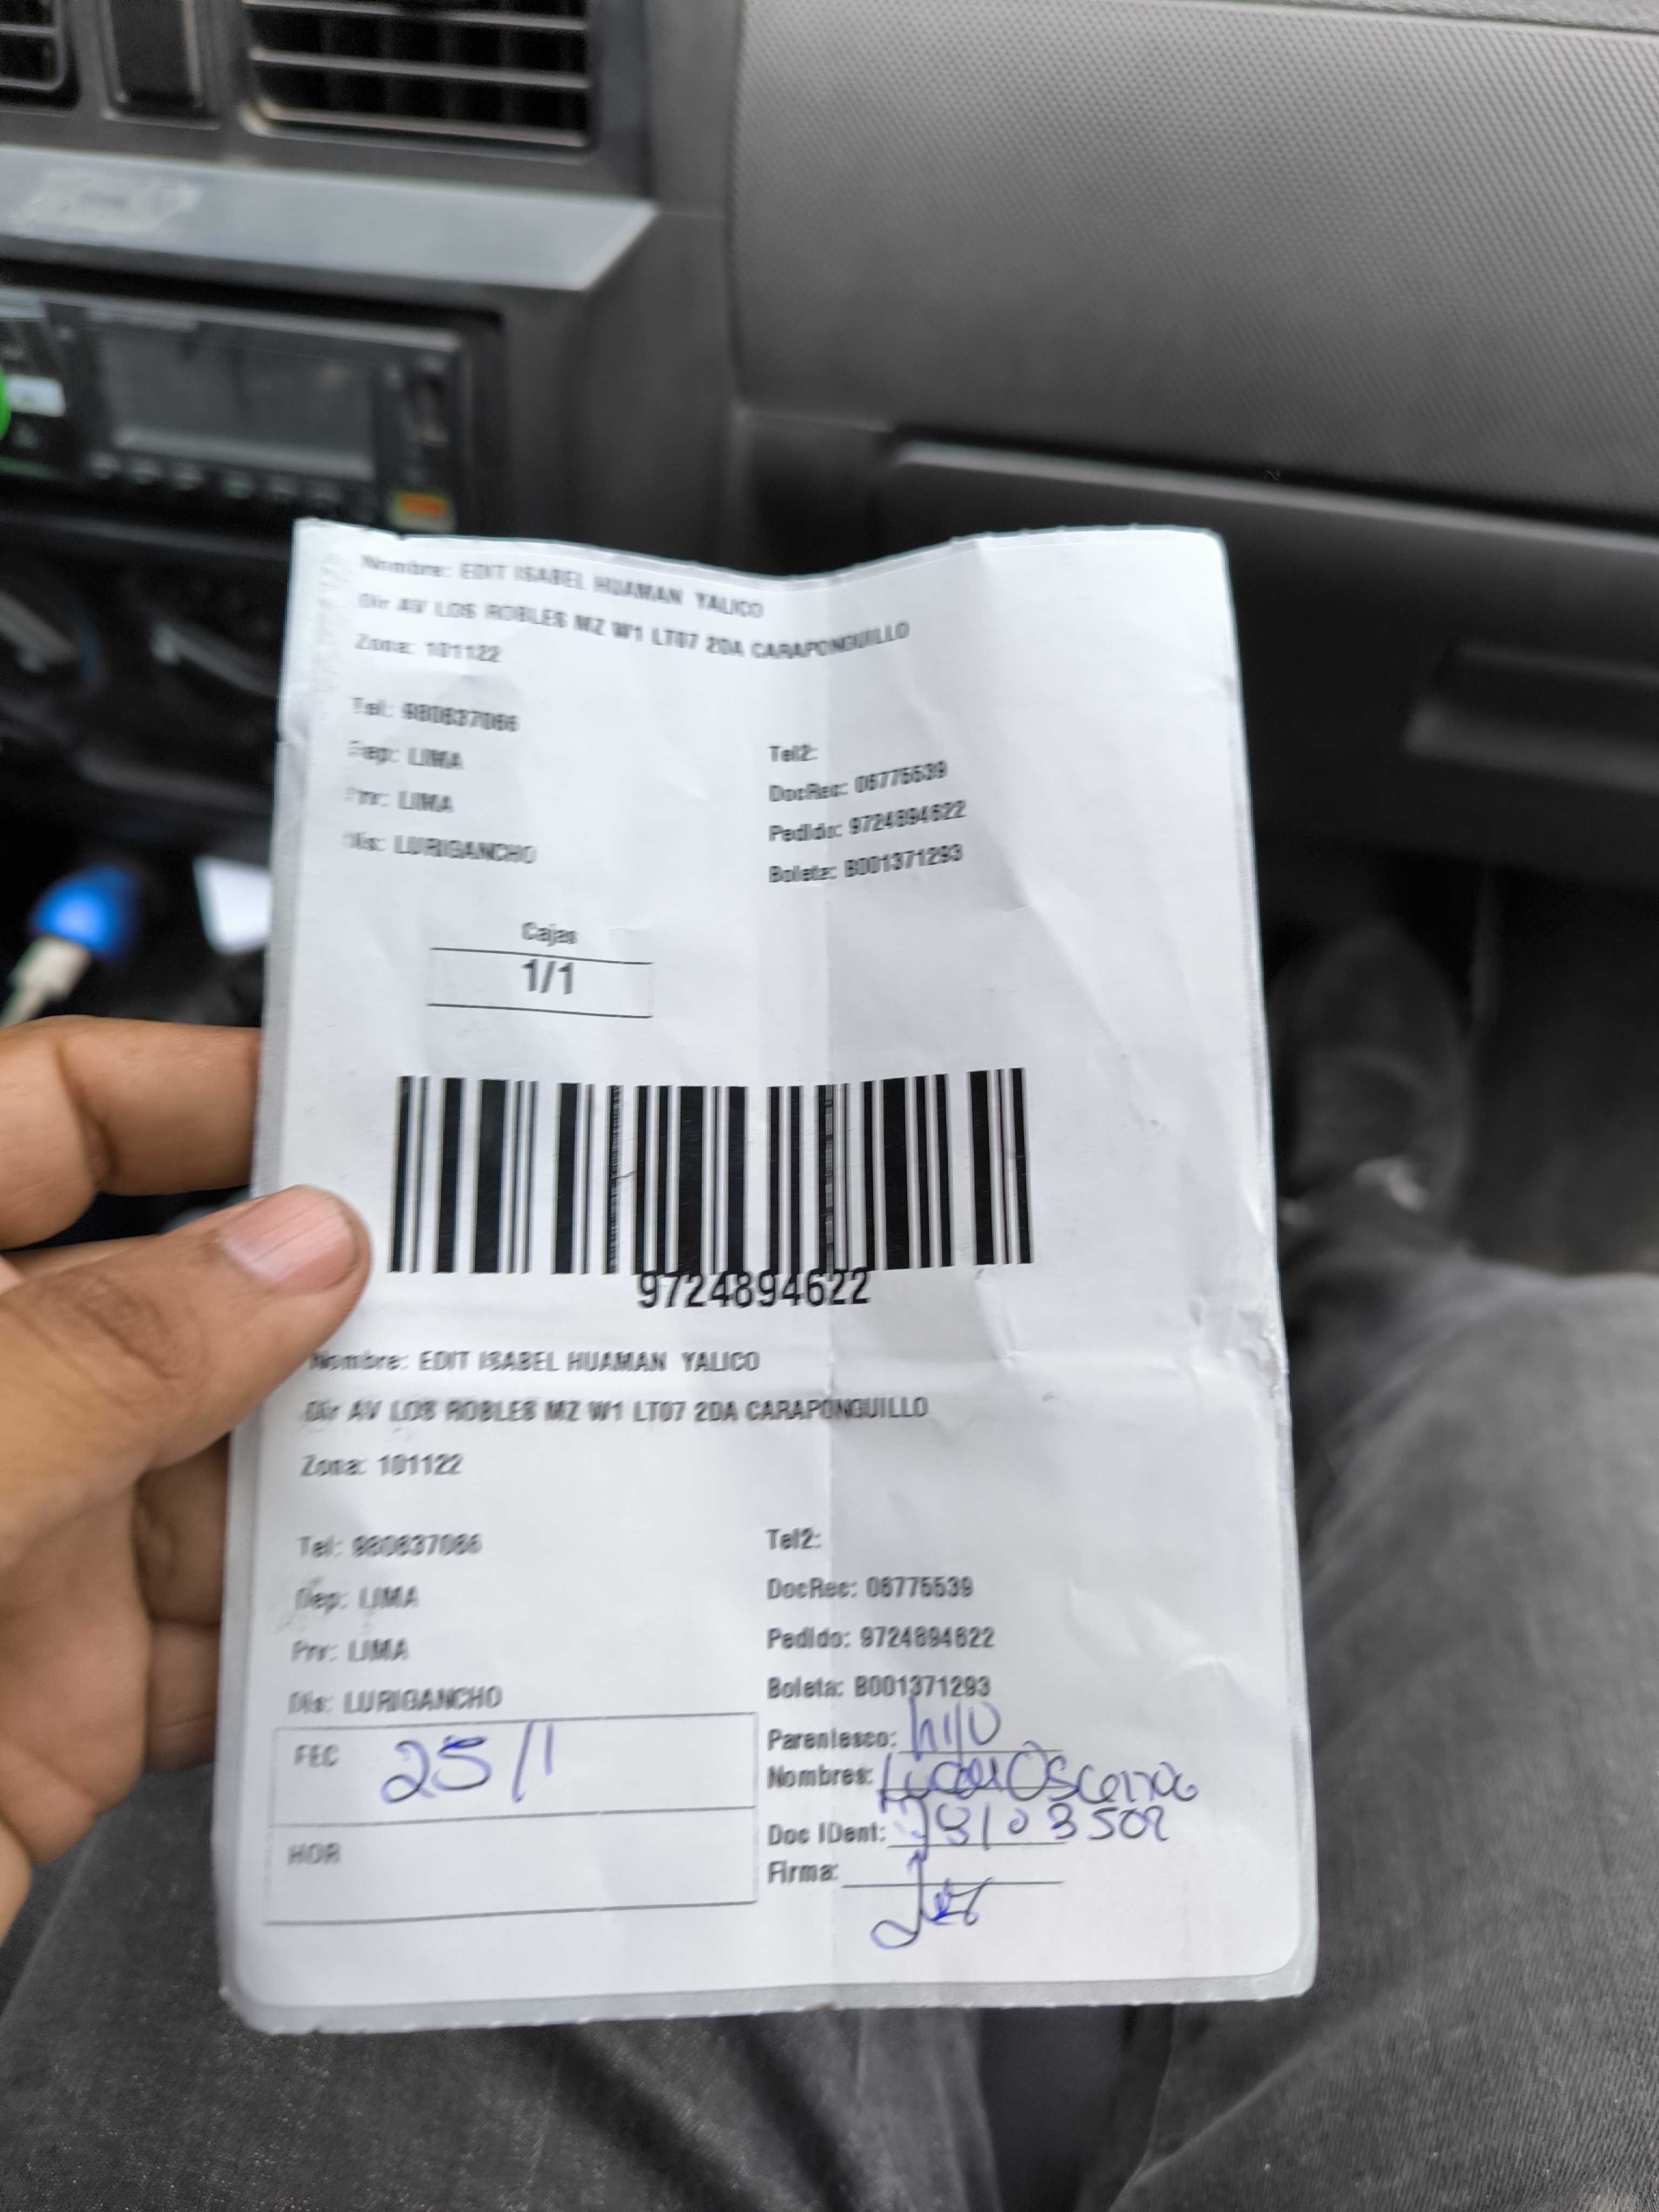 Nombre: EDIT ISABEL HUAMAN YALICO
Dir AV LOS ROBLES MZ W1 LT07 2DA CARAPONGUILLO
Zona: 101122
Tel: 980637066
Dep: LIMA
Prv: LIMA
Dis: LURIGANCHO
Tel2:
DocRec: 06775539
Pedido: 9724894622
Boleta: B001371293
Cajas
1/1
9724894622
Nombre: EDIT ISABEL HUAMAN YALICO
Dir AV LOS ROBLES MZ W1 LT07 2DA CARAPONGUILLO
Zona: 101122
Tel: 980637066
Dep: LIMA
Prv: LIMA
Dis: LURIGANCHO
Tel2:
DocRec: 06775539
Pedido: 9724894622
Boleta: B001371293
FEC 25/1
HOR
Parentesco: hijo
Nombres:
Doc IDent:
Firma: